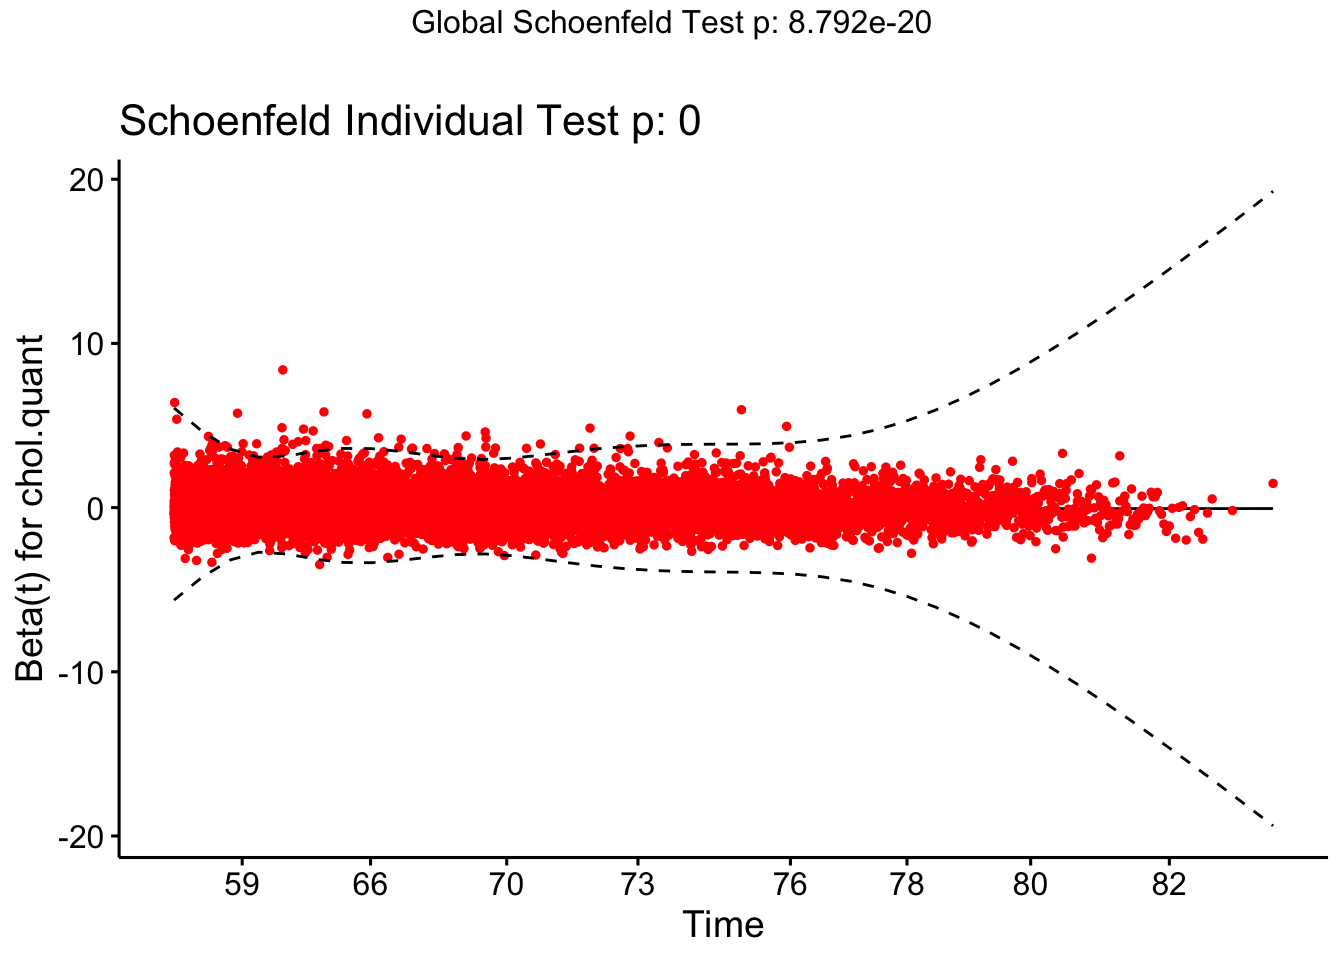 Global Schoenfeld Test p: 8.792e-20
Schoenfeld Individual Test p: 0
Beta(t) for chol.quant
20
10
0
-10
-20
59 66 70 73 76 78 80 82
Time